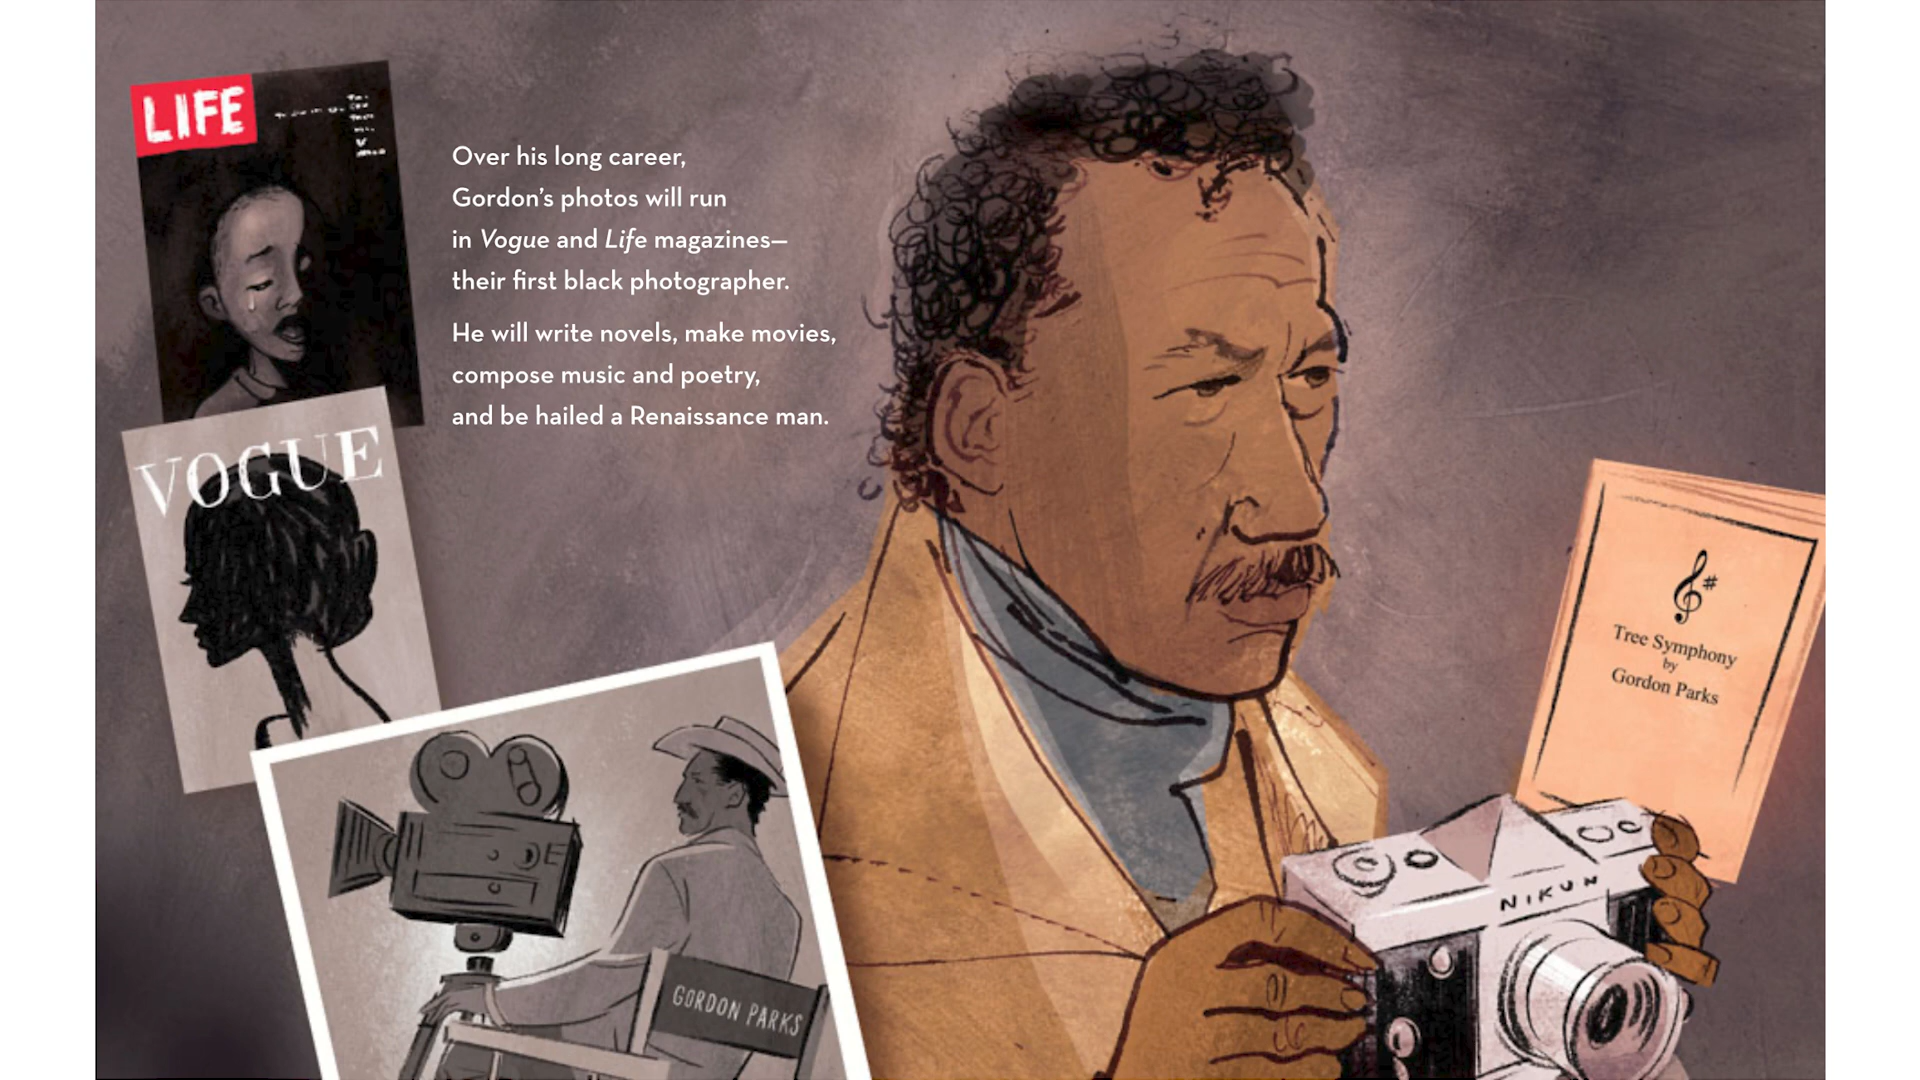 LIFE
Over his long career,
Gordon's photos will run
in Vogue and Life magazines—
their first black photographer.
He will write novels, make movies,
compose music and poetry,
and be hailed a Renaissance man.
VOGUE
Tree Symphony
by
Gordon Parks
NIKUN
GORDON PARKS